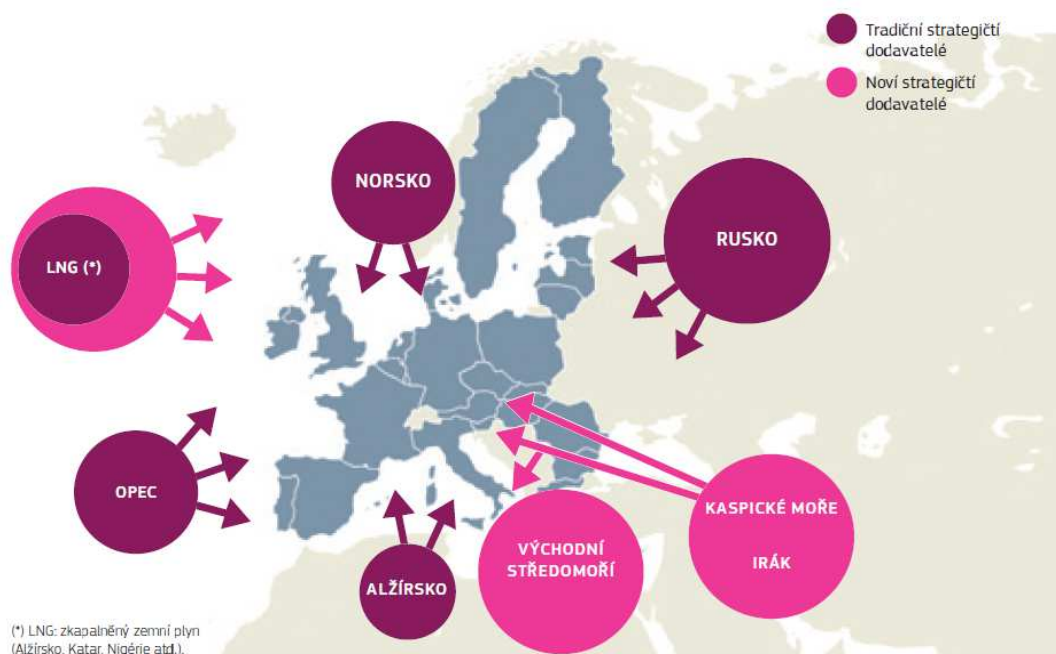 Tradiční strategičtí
dodavatelé
Noví strategičtí
dodavatelé
NORSKO
RUSKO
LNG (*)
OPEC
KASPICKÉ MOŘE
IRÁK
VÝCHODNÍ
STŘEDOMOŘÍ
ALŽÍRSKO
(*) LNG: zkapalněný zemní plyn
(Alžírsko, Katar, Nigérie atd.).